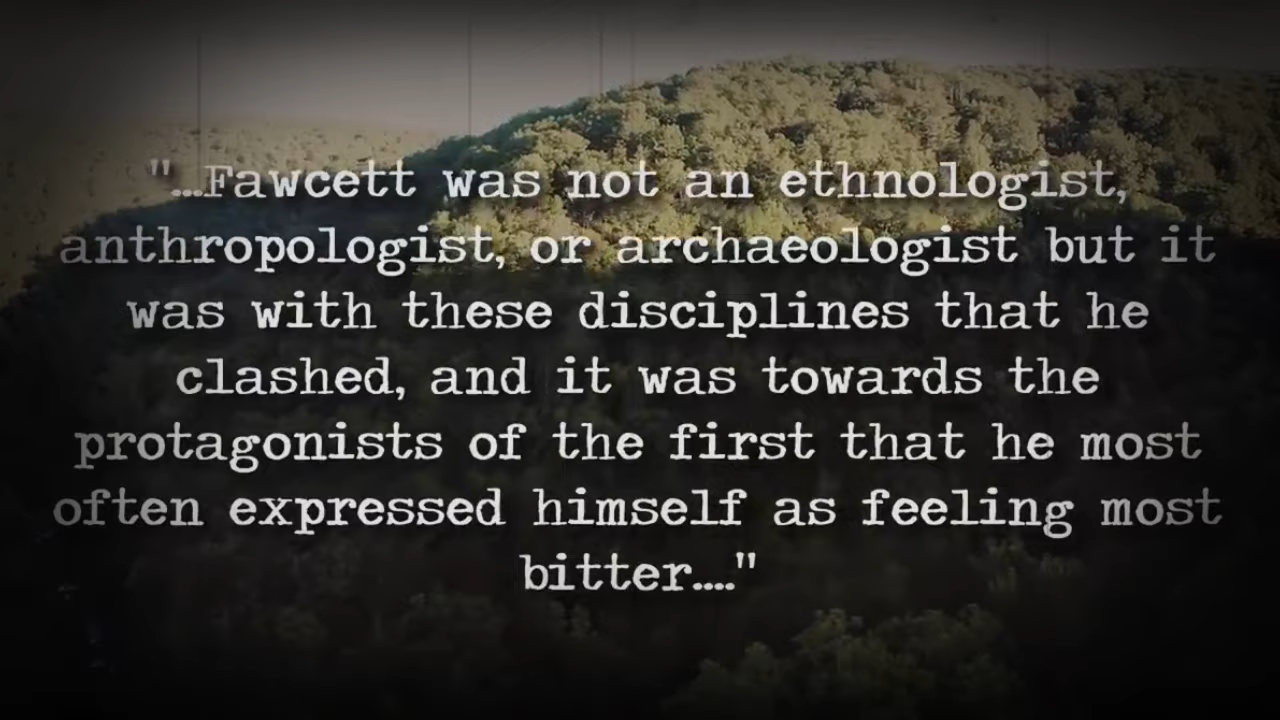 "...Fawcett was not an ethnologist,
anthropologist, or archaeologist but it
was with these disciplines that he
clashed, and it was towards the
protagonists of the first that he most
often expressed himself as feeling most
bitter...."